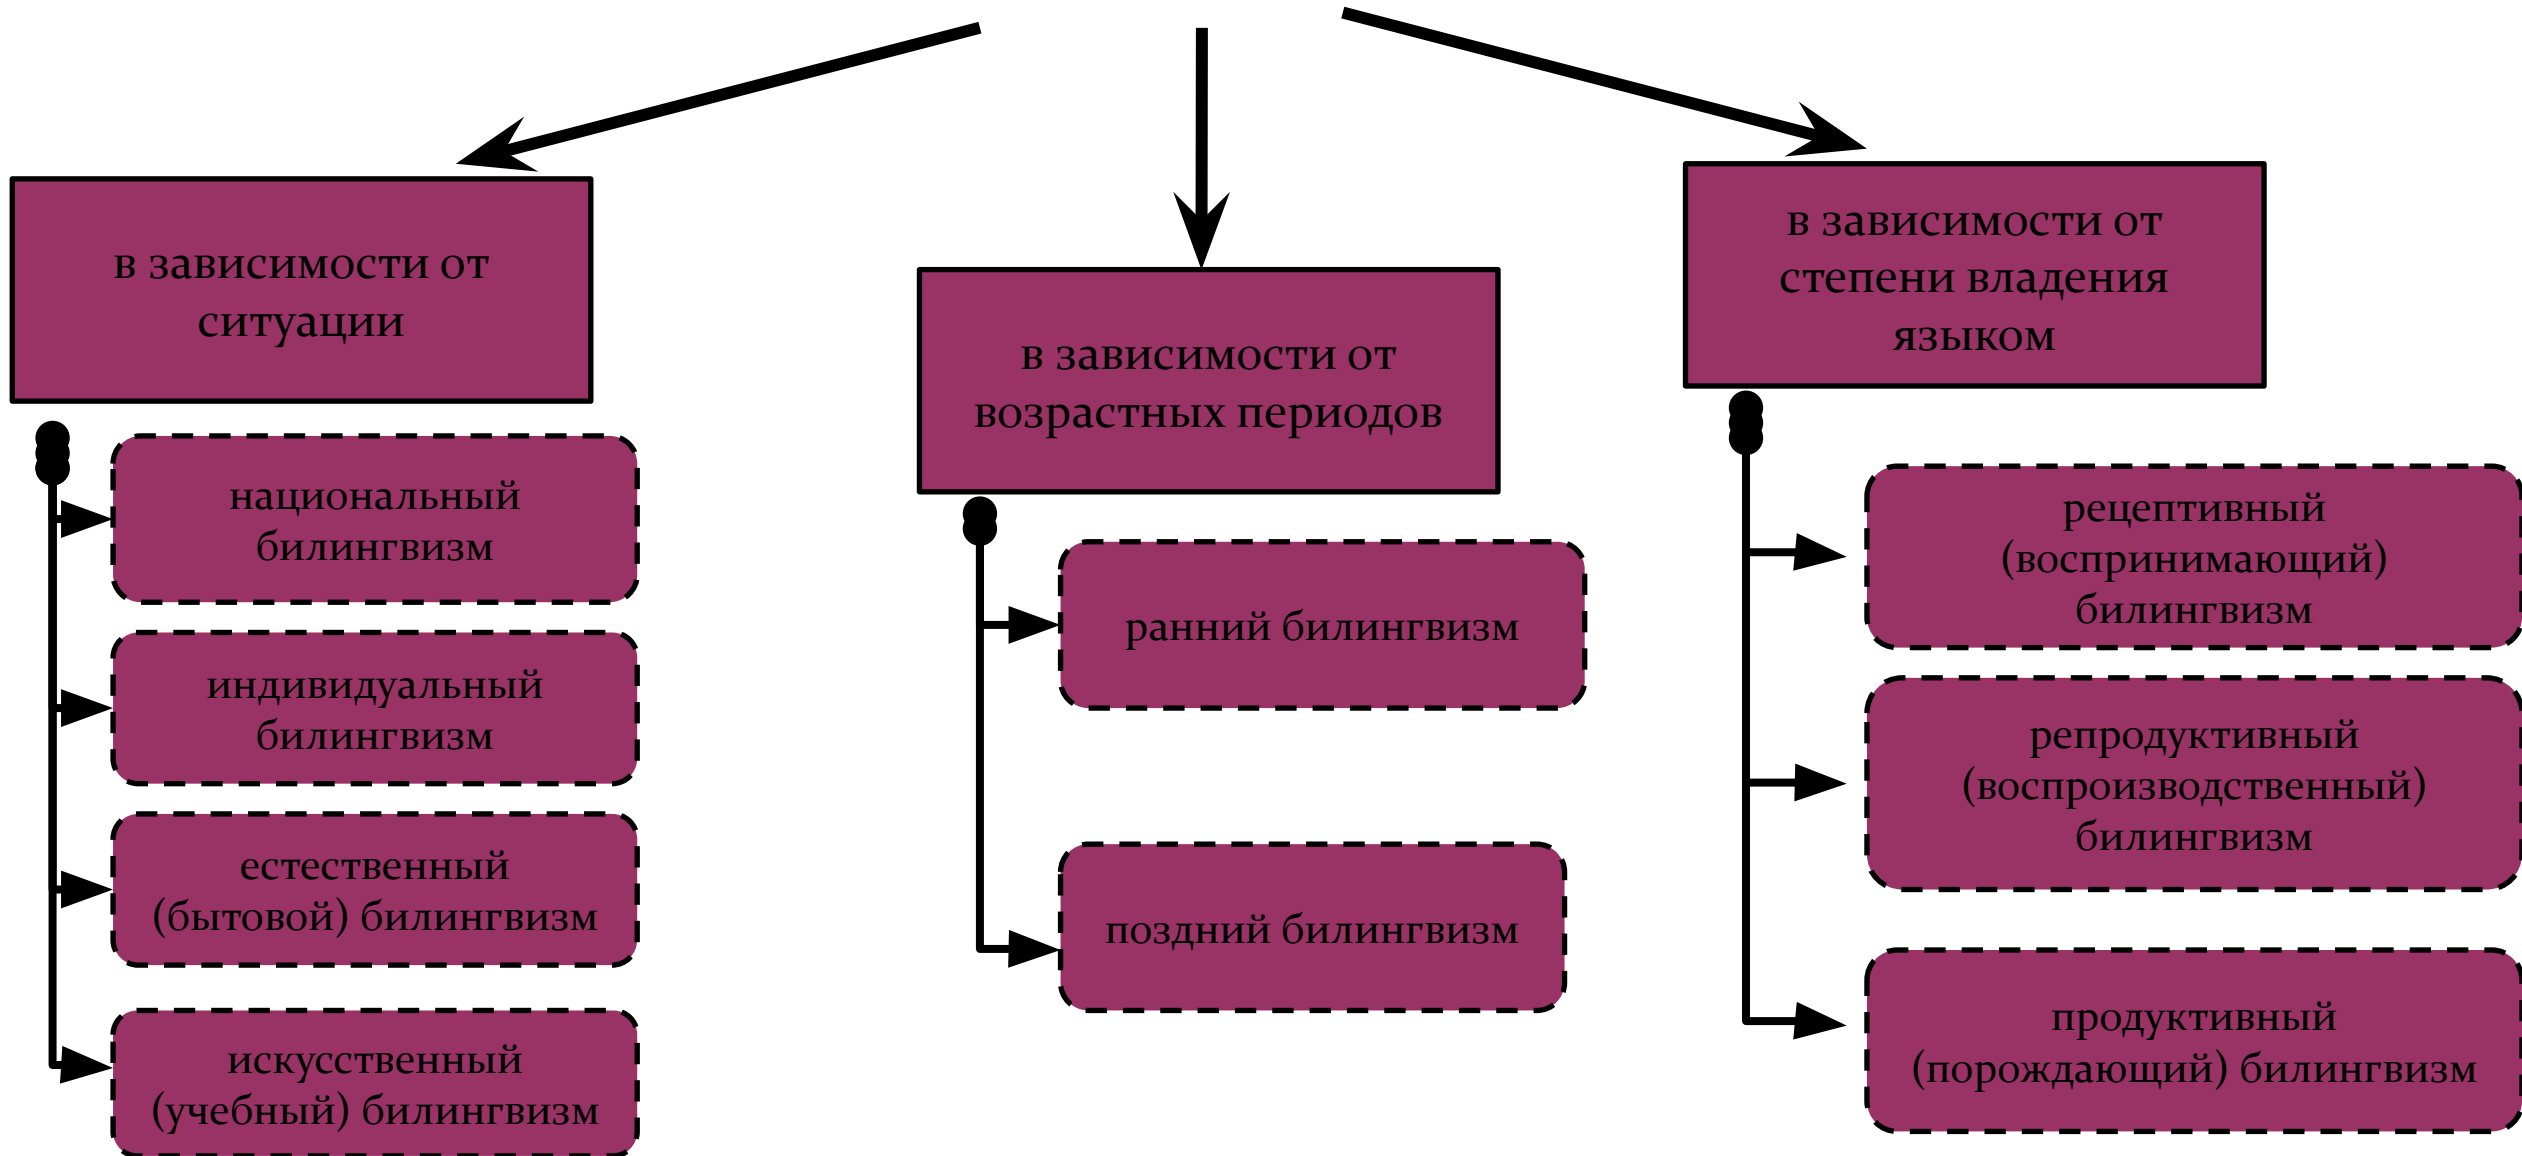 в зависимости от
ситуации
национальный
билингвизм
индивидуальный
билингвизм
естественный
(бытовой) билингвизм
искусственный
(учебный) билингвизм
в зависимости от
возрастных периодов
ранний билингвизм
поздний билингвизм
в зависимости от
степени владения
языком
рецептивный
(воспринимающий)
билингвизм
репродуктивный
(воспроизводственный)
билингвизм
продуктивный
(порождающий) билингвизм